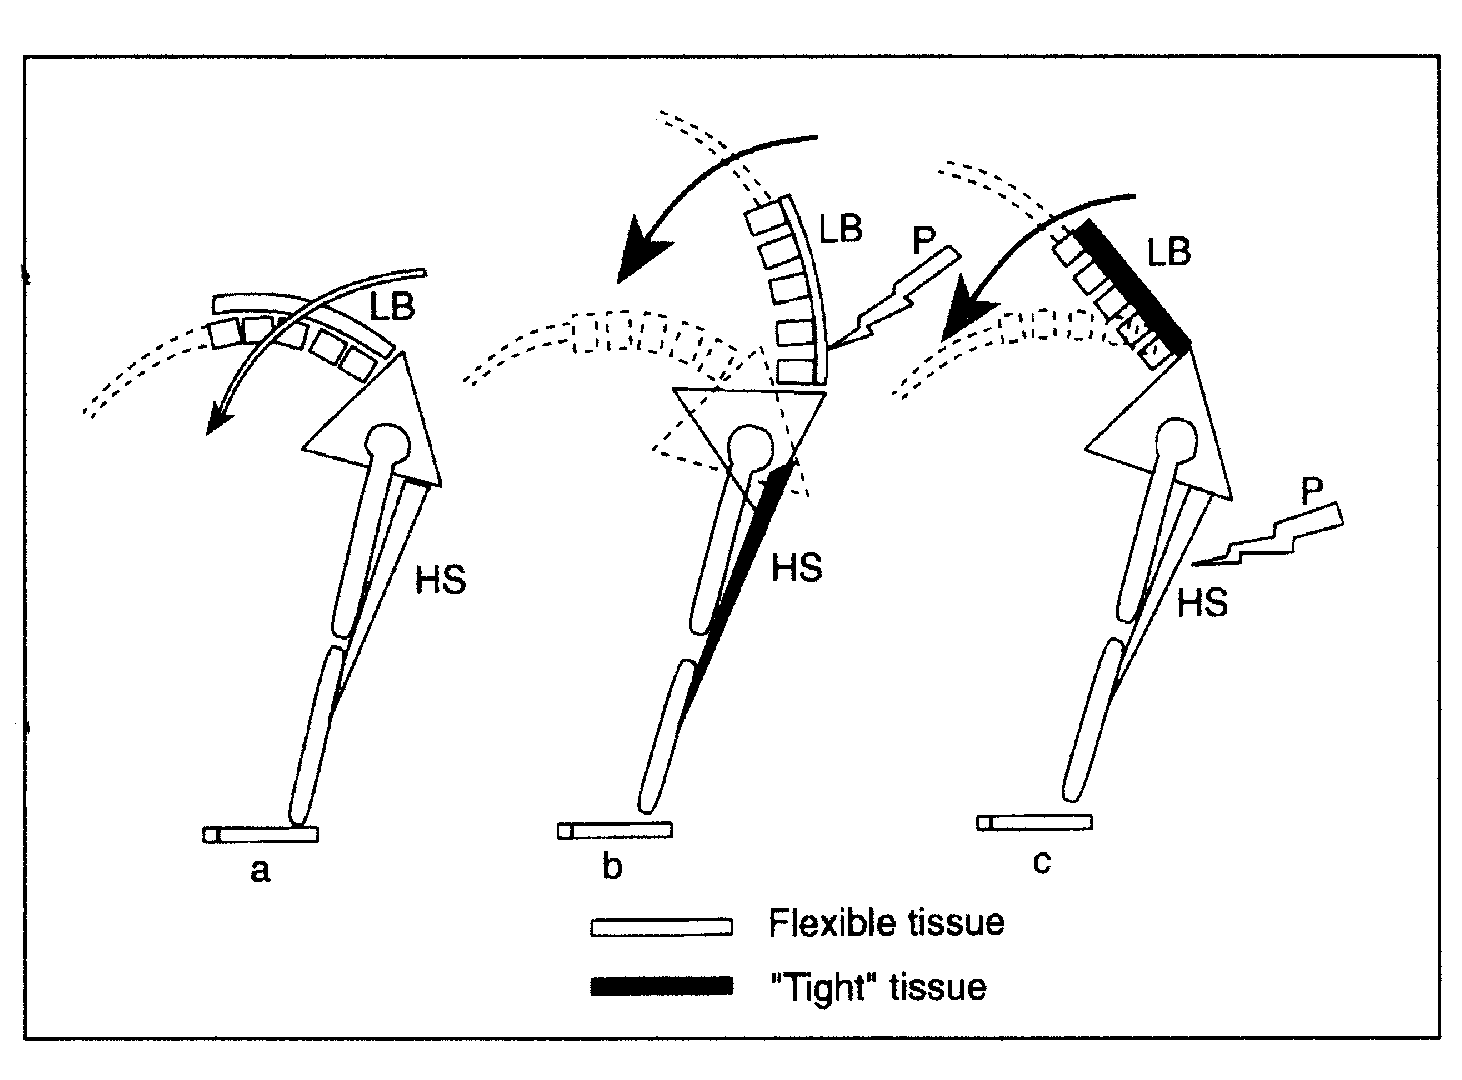 LB
HS
a
LB
P
HS
b
LB
P
HS
c
Flexible tissue
"Tight" tissue